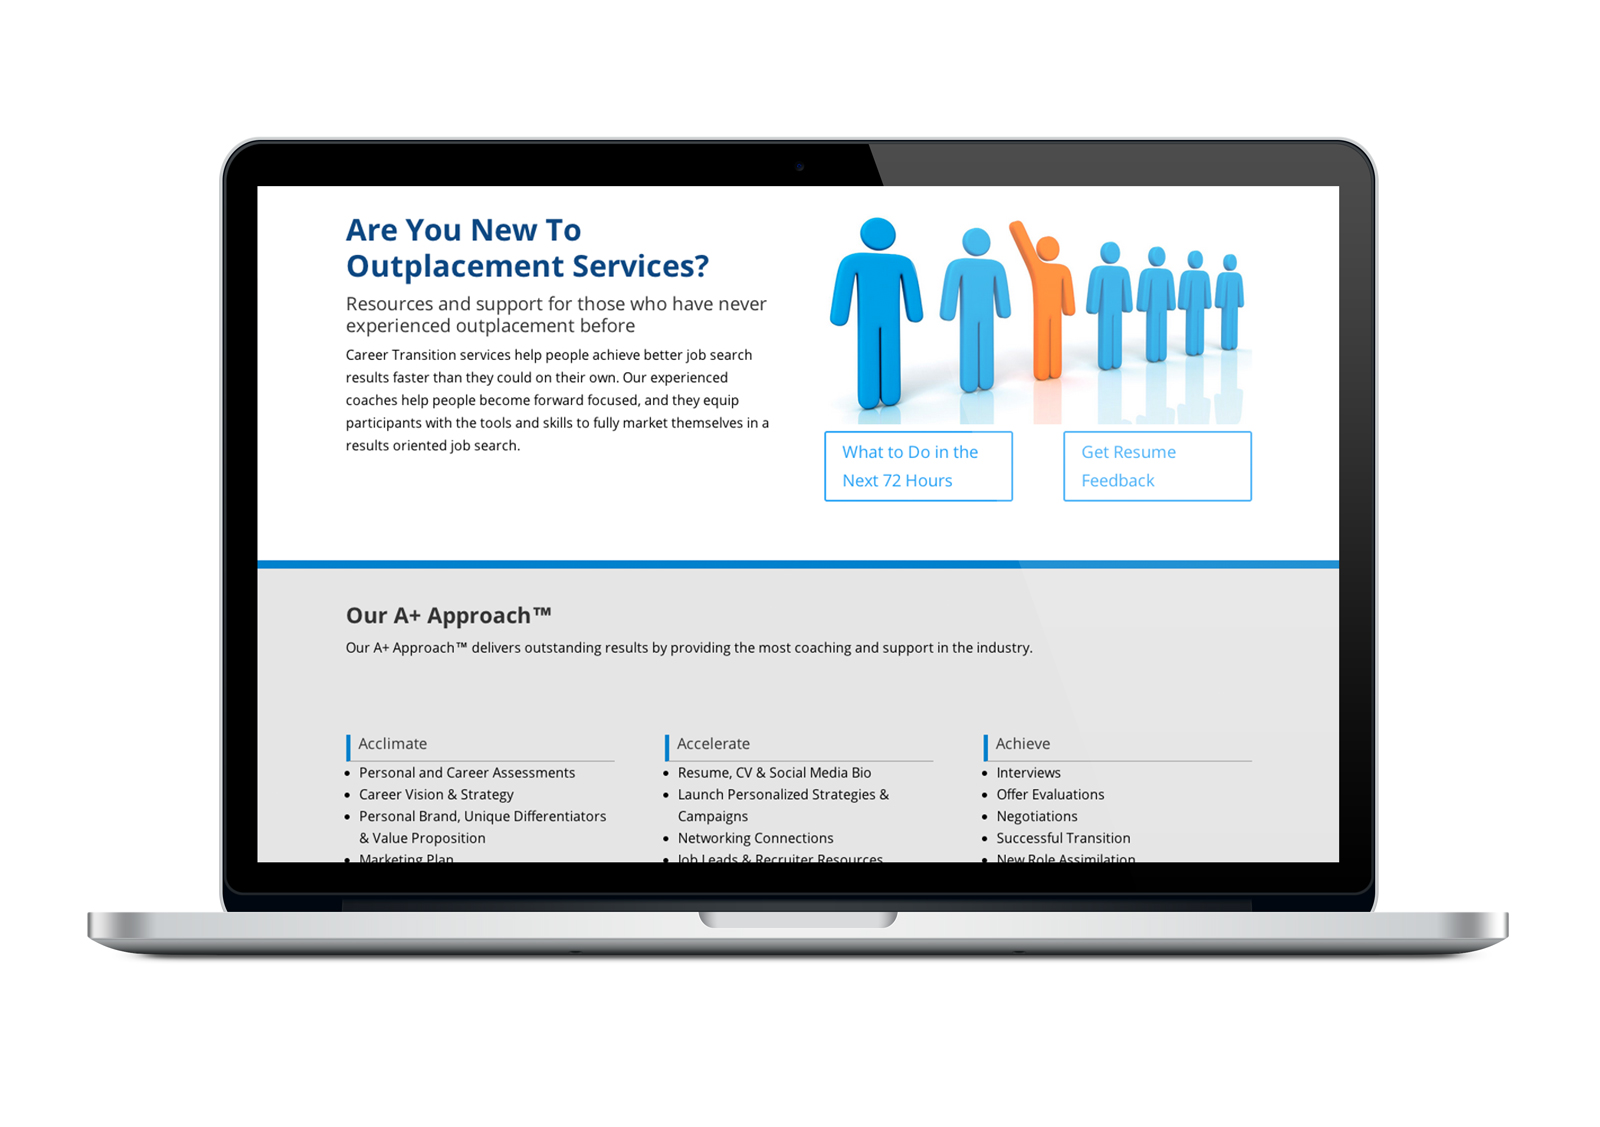 Are You New To
Outplacement Services?
Resources and support for those who have never
experienced outplacement before
Career Transition services help people achieve better job search
results faster than they could on their own. Our experienced
coaches help people become forward focused, and they equip
participants with the tools and skills to fully market themselves in a
results oriented job search.
What to Do in the
Next 72 Hours
Get Resume
Feedback
Our A+ Approach™
Our A+ Approach™ delivers outstanding results by providing the most coaching and support in the industry.
Acclimate
• Personal and Career Assessments
• Career Vision & Strategy
• Personal Brand, Unique Differentiators
& Value Proposition
• Marketing Plan
Accelerate
• Resume, CV & Social Media Bio
• Launch Personalized Strategies &
Campaigns
• Networking Connections
• Job Leads & Recruiter Resources
Achieve
• Interviews
• Offer Evaluations
• Negotiations
• Successful Transition
• New Role Assimilation